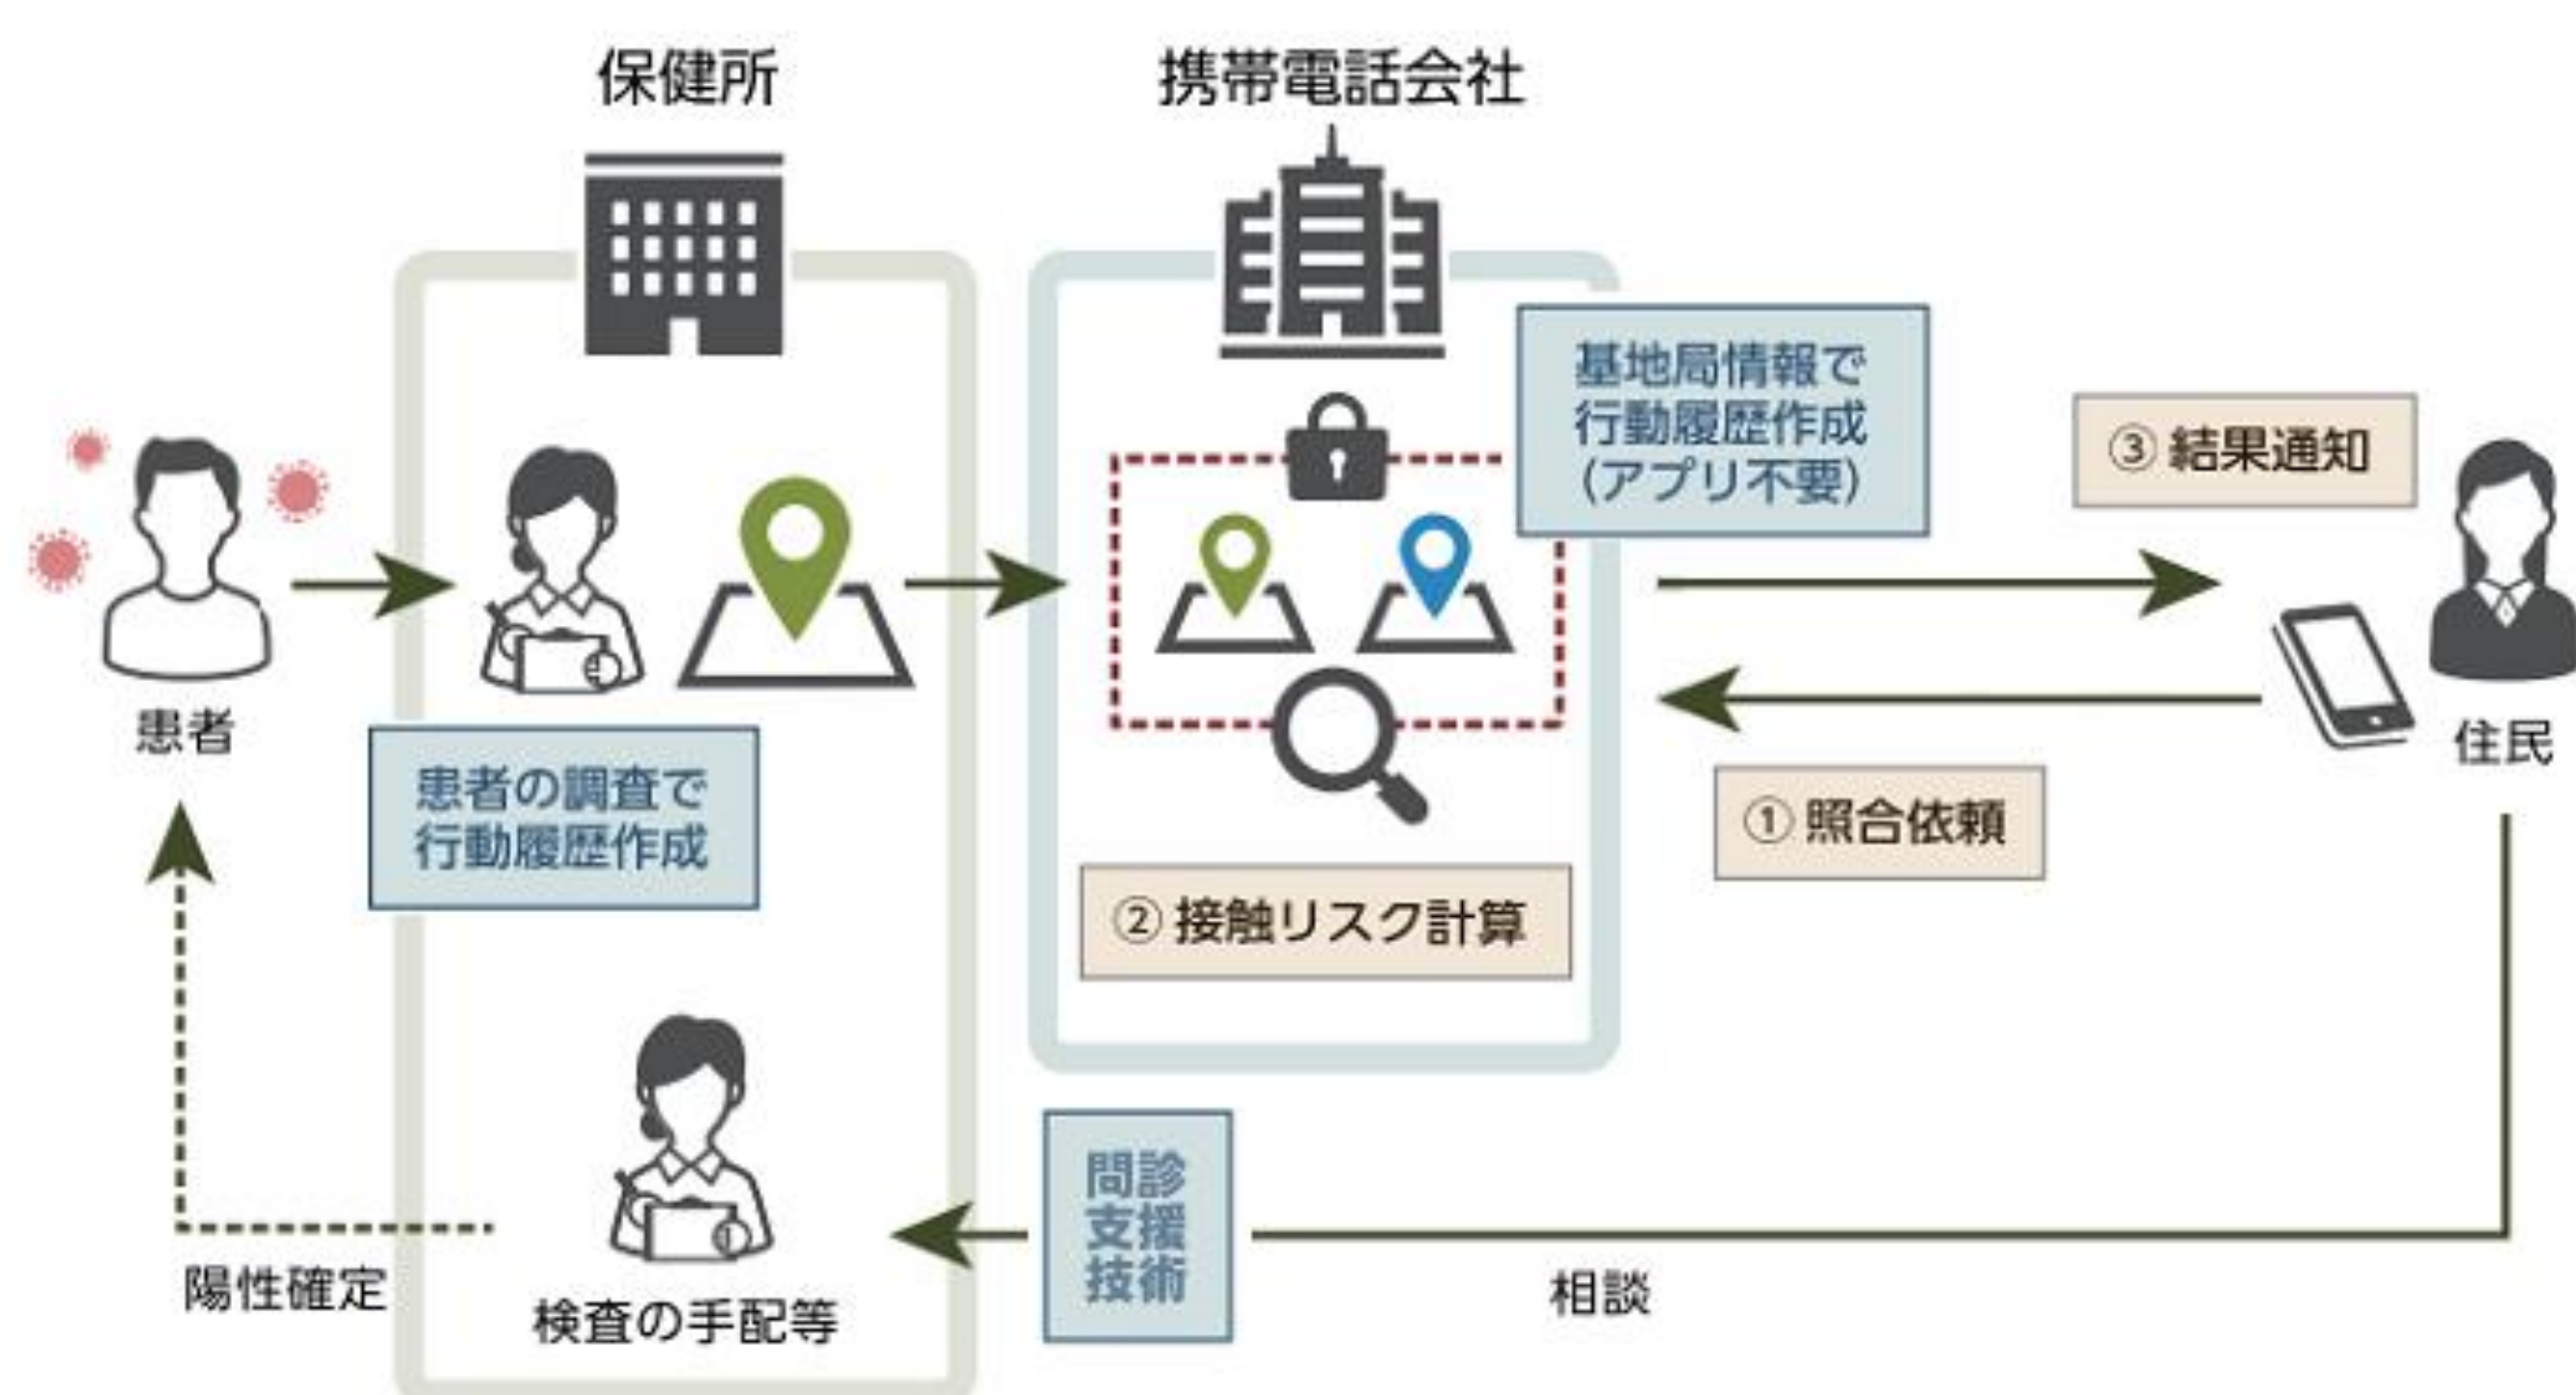 保健所
携帯電話会社
基地局情報で
行動履歴作成
(アプリ不要)
③ 結果通知
患者
住民
患者の調査で
行動履歴作成
① 照合依頼
② 接触リスク計算
問診
支援
技術
陽性確定
検査の手配等
相談